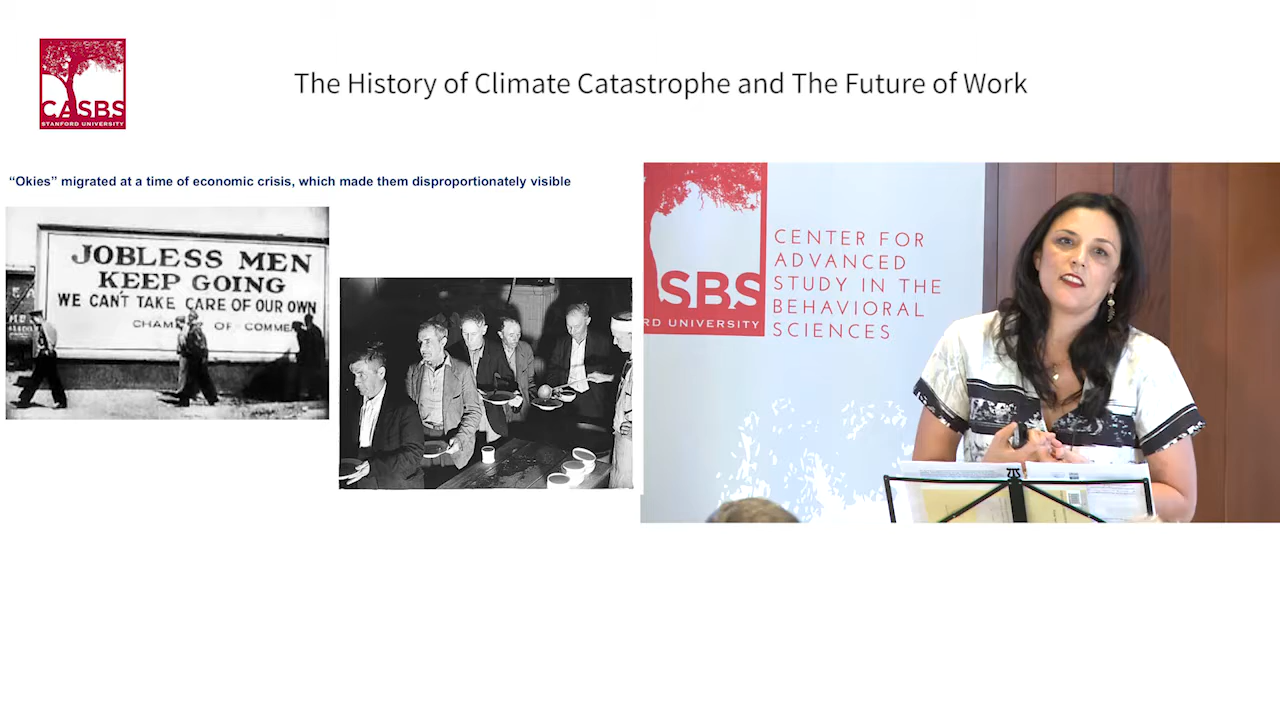 CASBS
STANFORD UNIVERSITY
The History of Climate Catastrophe and The Future of Work
“Okies” migrated at a time of economic crisis, which made them disproportionately visible
JOBLESS MEN
KEEP GOING
WE CAN'T TAKE CARE OF OUR OWN
OF
SBS
RD UNIVERSITY
CENTER FOR
ADVANCED
STUDY IN THE
BEHAVIORAL
SCIENCES